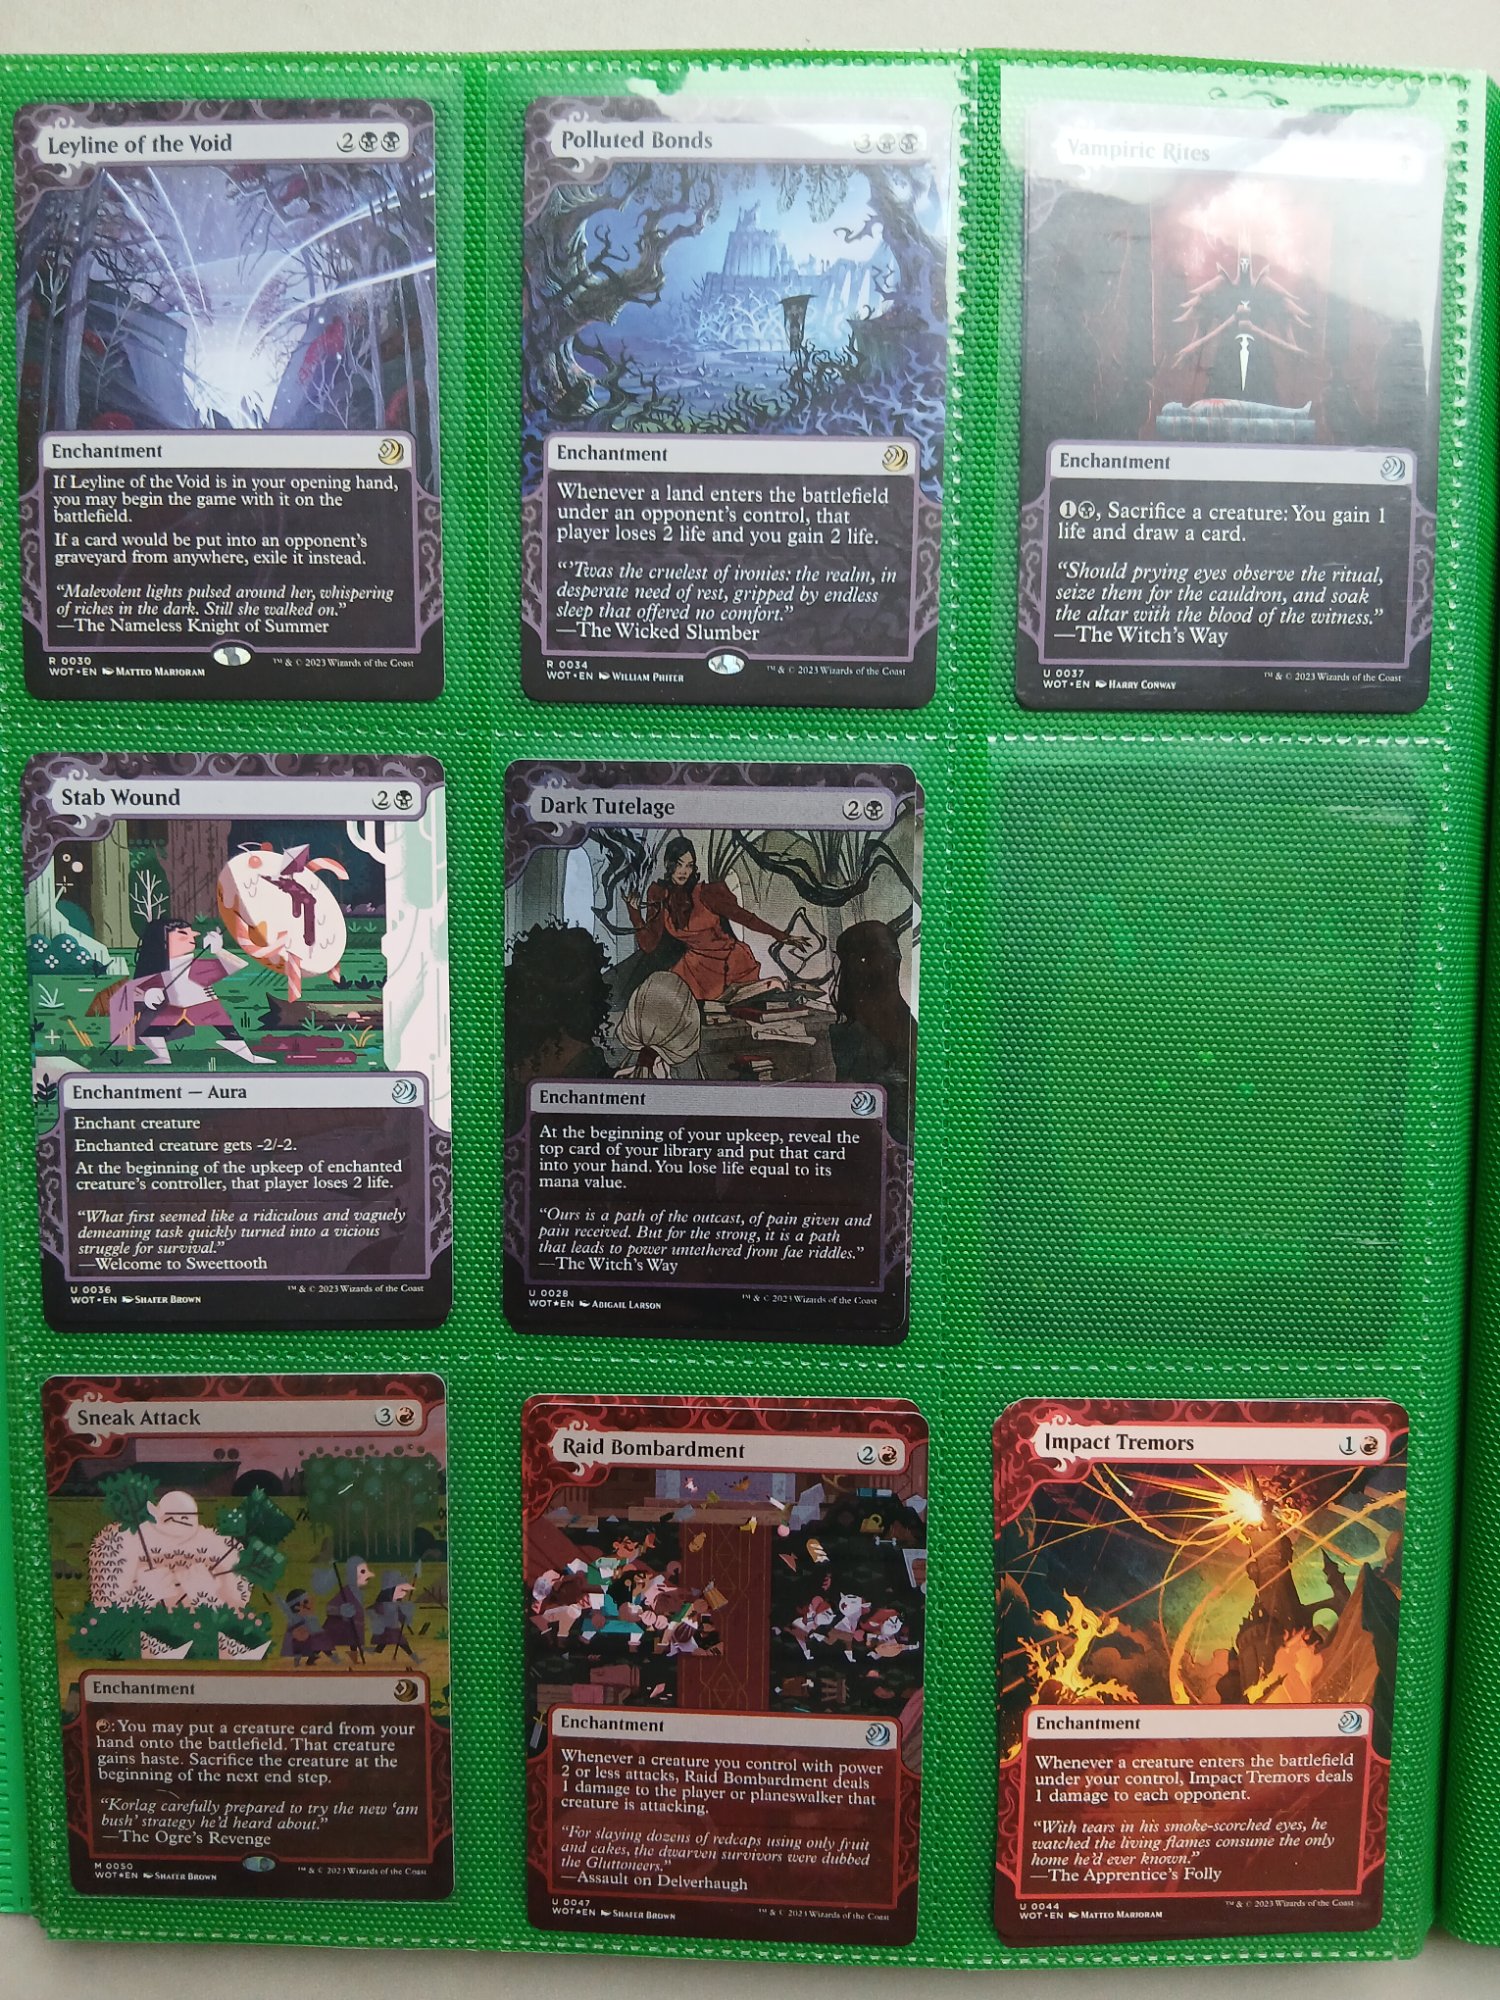 Leyline of the Void 2
Enchantment
If Leyline of the Void is in your opening hand,
you may begin the game with it on the
battlefield.
If a card would be put into an opponent's
graveyard from anywhere, exile it instead.
“Malevolent lights pulsed around her, whispering
of riches in the dark. Still she walked on.”
—The Nameless Knight of Summer
R 0030
WOT • EN MATTEO MARJORAM
™ & © 2023 Wizards of the Coast
Polluted Bonds 3
Enchantment
Whenever a land enters the battlefield
under an opponent's control, that
player loses 2 life and you gain 2 life.
“’Twas the cruelest of ironies: the realm, in
desperate need of rest, gripped by endless
sleep that offered no comfort.”
—The Wicked Slumber
R 0034
WOT • EN WILLIAM PHIFER
™ & © 2023 Wizards of the Coast
Vampiric Rites
Enchantment
1, Sacrifice a creature: You gain 1
life and draw a card.
“Should prying eyes observe the ritual,
seize them for the cauldron, and soak
the altar with the blood of the witness.”
—The Witch's Way
U 0037
WOT • EN HARRY CONWAY
™ & © 2023 Wizards of the Coast
Stab Wound 2
Enchantment — Aura
Enchant creature
Enchanted creature gets -2/-2.
At the beginning of the upkeep of enchanted
creature's controller, that player loses 2 life.
“What first seemed like a ridiculous and vaguely
demeaning task quickly turned into a vicious
struggle for survival.”
—Welcome to Sweettooth
U 0036
WOT • EN SHAFER BROWN
™ & © 2023 Wizards of the Coast
Dark Tutelage 2
Enchantment
At the beginning of your upkeep, reveal the
top card of your library and put that card
into your hand. You lose life equal to its
mana value.
“Ours is a path of the outcast, of pain given and
pain received. But for the strong, it is a path
that leads to power untethered from fae riddles.”
—The Witch's Way
U 0028
WOT★EN ABIGAIL LARSON
™ & © 2023 Wizards of the Coast
Sneak Attack 3
Enchantment
: You may put a creature card from your
hand onto the battlefield. That creature
gains haste. Sacrifice the creature at the
beginning of the next end step.
“Korlag carefully prepared to try the new ‘am
bush’ strategy he'd heard about.”
—The Ogre's Revenge
M 0050
WOT★EN SHAFER BROWN
™ & © 2023 Wizards of the Coast
Raid Bombardment 2
Enchantment
Whenever a creature you control with power
2 or less attacks, Raid Bombardment deals
1 damage to the player or planeswalker that
creature is attacking.
“For slaying dozens of redcaps using only fruit
and cakes, the dwarven survivors were dubbed
the Gluttoneers.”
—Assault on Delverhaugh
U 0047
WOT★EN SHAFER BROWN
™ & © 2023 Wizards of the Coast
Impact Tremors 1
Enchantment
Whenever a creature enters the battlefield
under your control, Impact Tremors deals
1 damage to each opponent.
“With tears in his smoke-scorched eyes, he
watched the living flames consume the only
home he'd ever known.”
—The Apprentice's Folly
U 0044
WOT • EN MATTEO MARJORAM
™ & © 2023 Wizards of the Coast